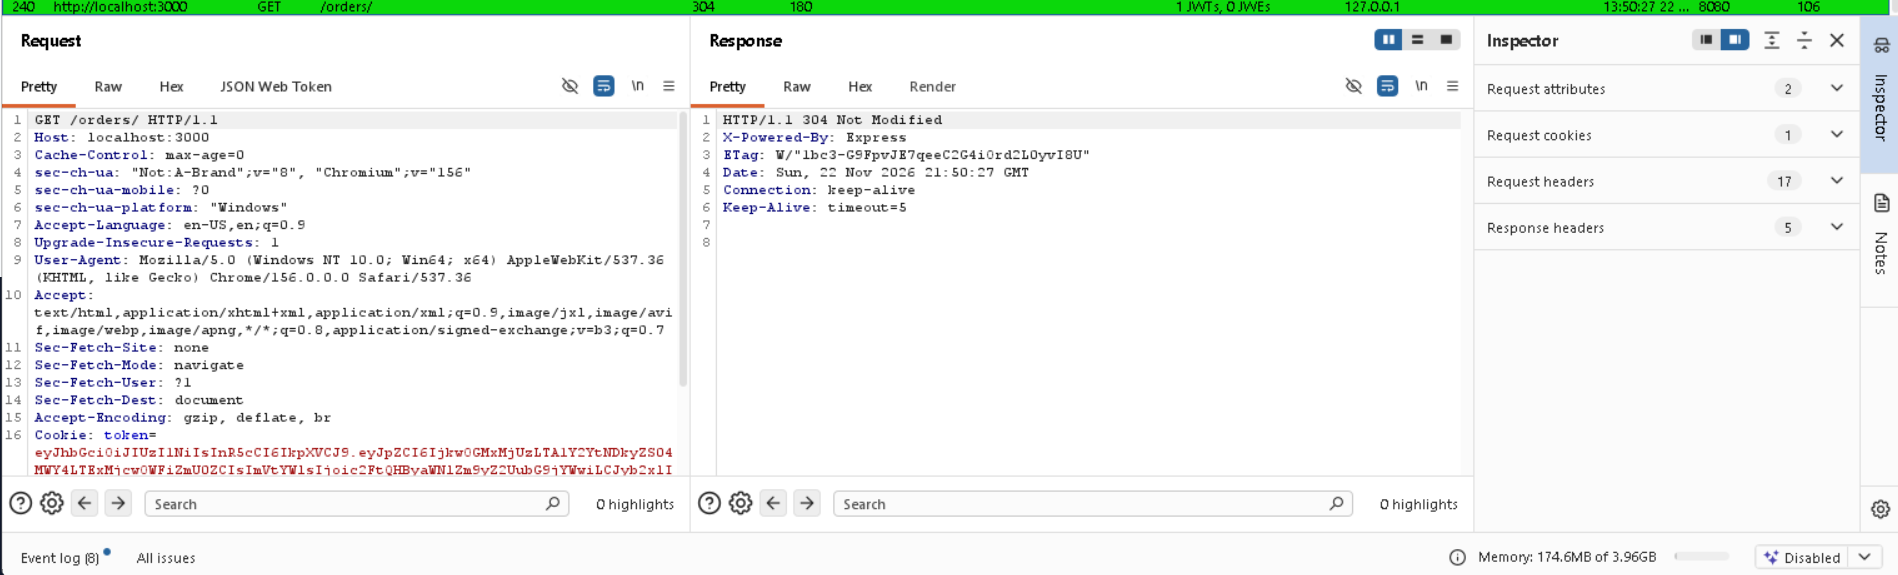 240 http://localhost:3000 GET /orders/ 304 180 1 JWTs, 0 JWEs 127.0.0.1 13:50:27 22 ... 8080 106
Request
Pretty Raw Hex JSON Web Token \n
1 GET /orders/ HTTP/1.1
2 Host: localhost:3000
3 Cache-Control: max-age=0
4 sec-ch-ua: "Not:A-Brand";v="8", "Chromium";v="156"
5 sec-ch-ua-mobile: ?0
6 sec-ch-ua-platform: "Windows"
7 Accept-Language: en-US,en;q=0.9
8 Upgrade-Insecure-Requests: 1
9 User-Agent: Mozilla/5.0 (Windows NT 10.0; Win64; x64) AppleWebKit/537.36
(KHTML, like Gecko) Chrome/156.0.0.0 Safari/537.36
10 Accept:
text/html,application/xhtml+xml,application/xml;q=0.9,image/jxl,image/avi
f,image/webp,image/apng,*/*;q=0.8,application/signed-exchange;v=b3;q=0.7
11 Sec-Fetch-Site: none
12 Sec-Fetch-Mode: navigate
13 Sec-Fetch-User: ?1
14 Sec-Fetch-Dest: document
15 Accept-Encoding: gzip, deflate, br
16 Cookie: token=
Search 0 highlights
Response
Pretty Raw Hex Render \n
1 HTTP/1.1 304 Not Modified
2 X-Powered-By: Express
3 ETag: W/"1bc3-G9FpvJE7qeeC2G4i0rd2L0yvI8U"
4 Date: Sun, 22 Nov 2026 21:50:27 GMT
5 Connection: keep-alive
6 Keep-Alive: timeout=5
7
8
Search 0 highlights
Inspector
Request attributes 2
Request cookies 1
Request headers 17
Response headers 5
Inspector
Notes
Event log (8) All issues
Memory: 174.6MB of 3.96GB Disabled